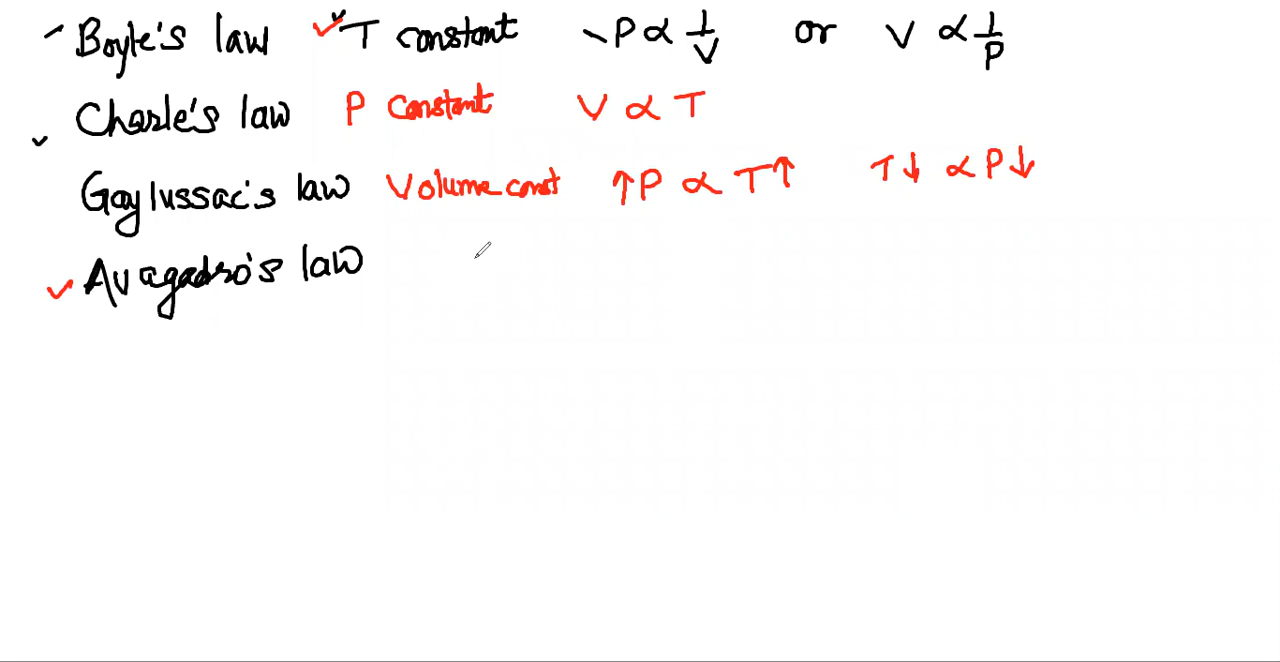 Boyle's law T constant P ∝ 1/V or V ∝ 1/P
Charle's law P constant V ∝ T
Gaylussac's law Volume const ↑P ∝ T↑ T↓ ∝ P↓
Avagadro's law